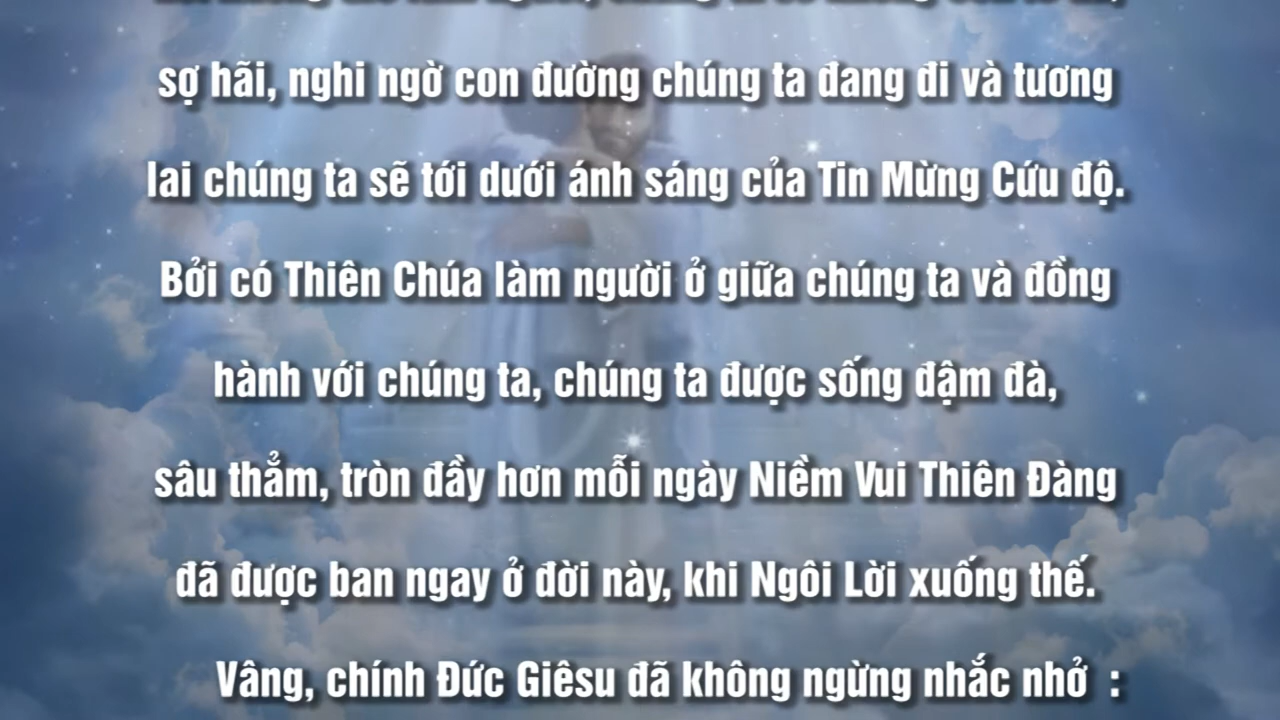 sợ hãi, nghi ngờ con đường chúng ta đang đi và tương
lai chúng ta sẽ tới dưới ánh sáng của Tin Mừng Cứu độ.
Bởi có Thiên Chúa làm người ở giữa chúng ta và đồng
hành với chúng ta, chúng ta được sống đậm đà,
sâu thẳm, tròn đầy hơn mỗi ngày Niềm Vui Thiên Đàng
đã được ban ngay ở đời này, khi Ngôi Lời xuống thế.
Vâng, chính Đức Giêsu đã không ngừng nhắc nhở :